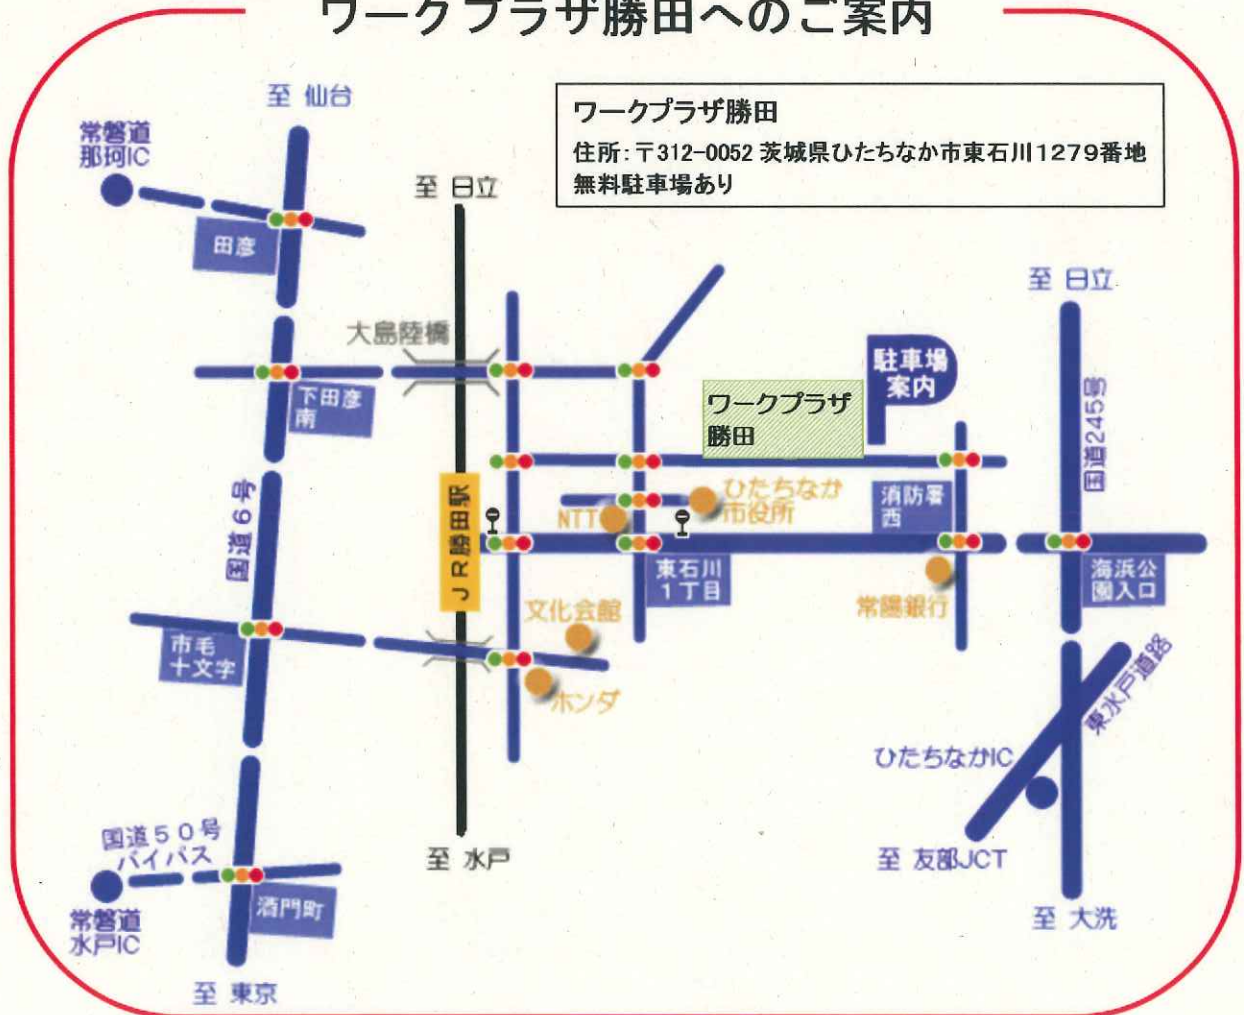 ワークプラザ勝田へのご案内
ワークプラザ勝田
住所：〒312-0052 茨城県ひたちなか市東石川1279番地
無料駐車場あり
至 仙台
常磐道
那珂IC
田彦
至 日立
大島陸橋
下田彦
南
ワークプラザ
勝田
駐車場
案内
至 日立
国道245号
国道6号
JR勝田駅
NTT
ひたちなか
市役所
消防署
西
東石川
1丁目
常陽銀行
海浜公
園入口
市毛
十文字
文化会館
ホンダ
東水戸道路
ひたちなかIC
至 友部JCT
至 大洗
至 水戸
国道50号
バイパス
常磐道
水戸IC
酒門町
至 東京